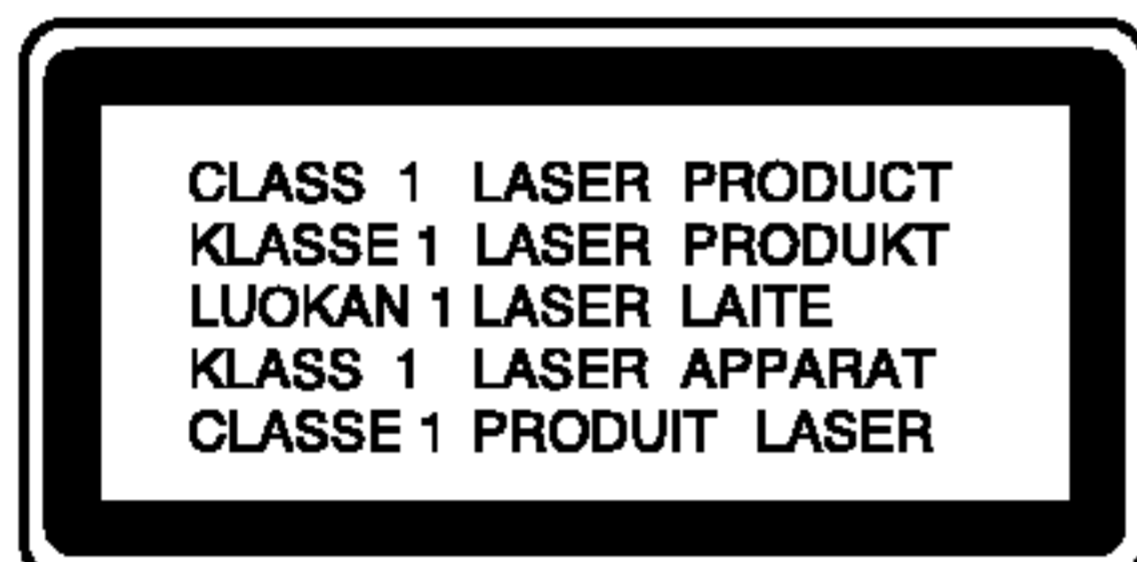 CLASS 1 LASER PRODUCT
KLASSE 1 LASER PRODUKT
LUOKAN 1 LASER LAITE
KLASS 1 LASER APPARAT
CLASSE 1 PRODUIT LASER